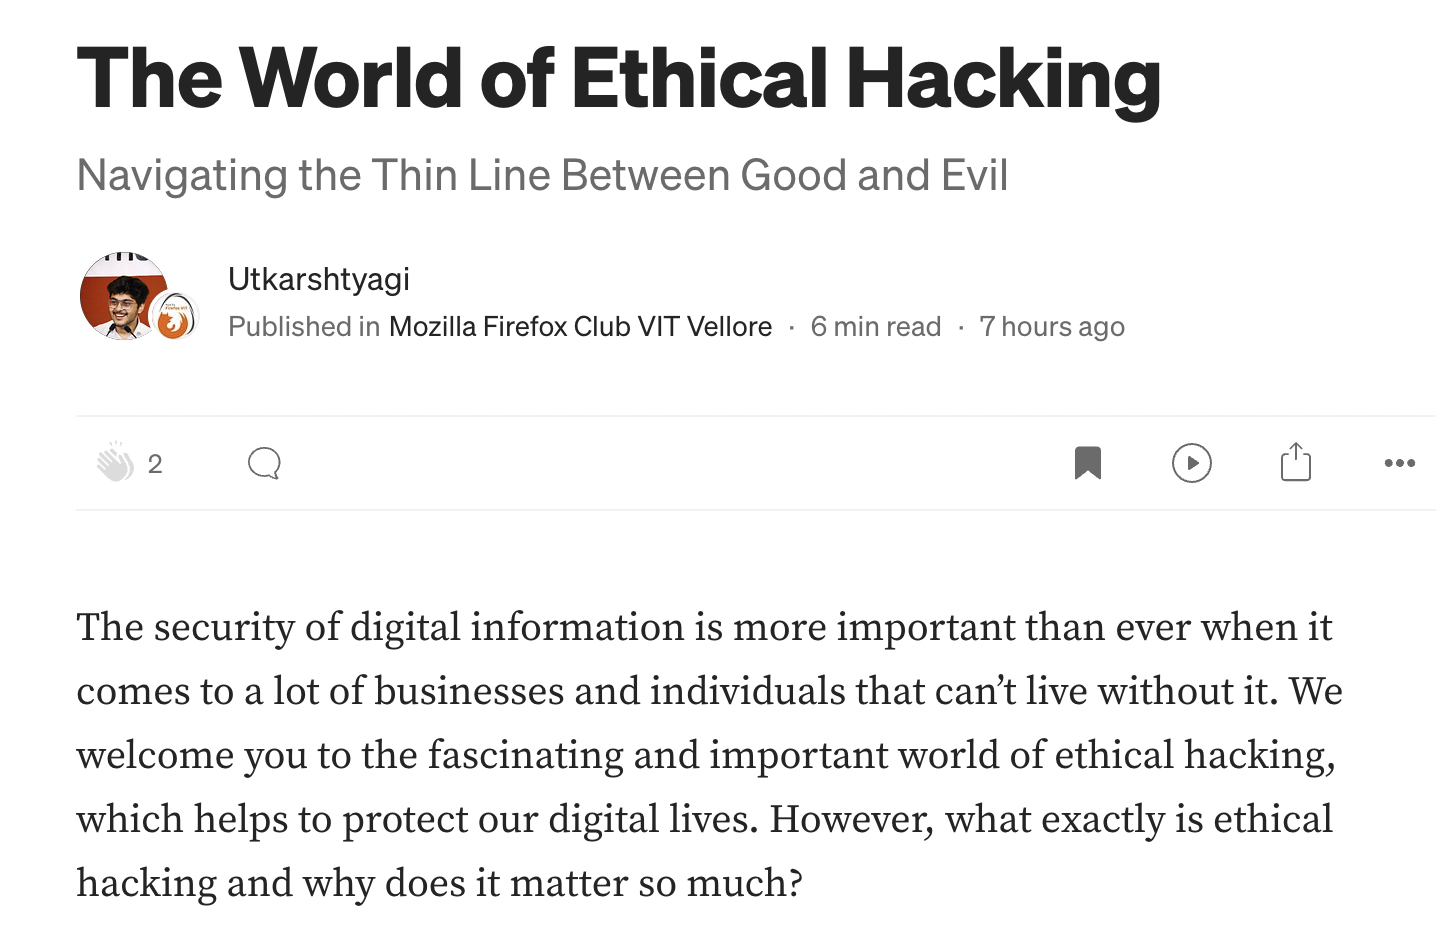 The World of Ethical Hacking
Navigating the Thin Line Between Good and Evil
Utkarshtyagi
Published in Mozilla Firefox Club VIT Vellore · 6 min read · 7 hours ago
2
The security of digital information is more important than ever when it
comes to a lot of businesses and individuals that can’t live without it. We
welcome you to the fascinating and important world of ethical hacking,
which helps to protect our digital lives. However, what exactly is ethical
hacking and why does it matter so much?